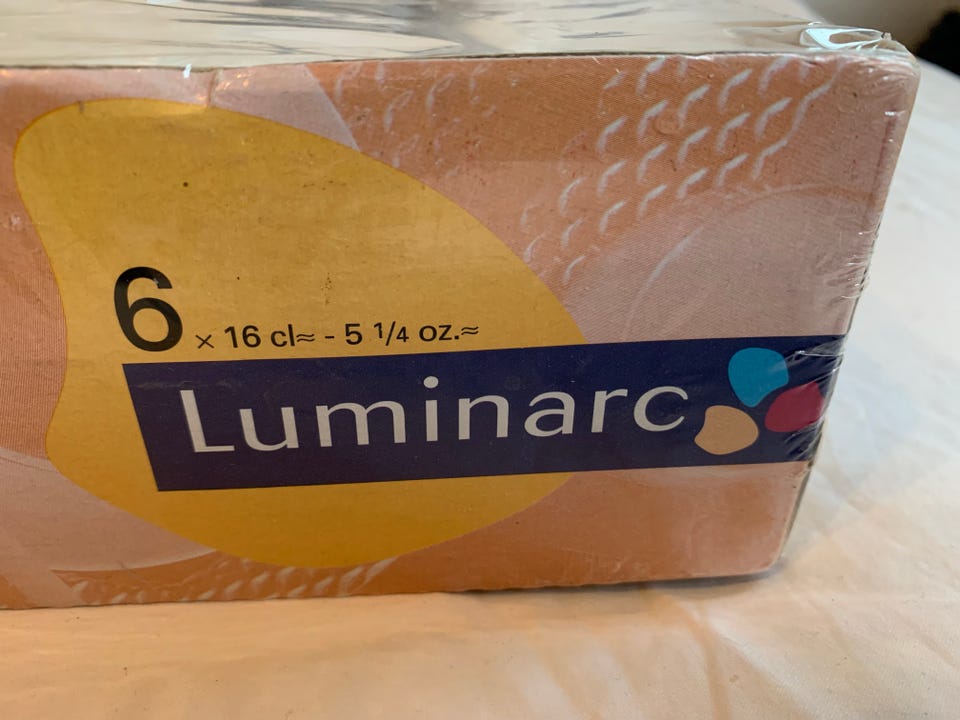 6 × 16 cl≈ - 5 1/4 oz.≈
Luminarc